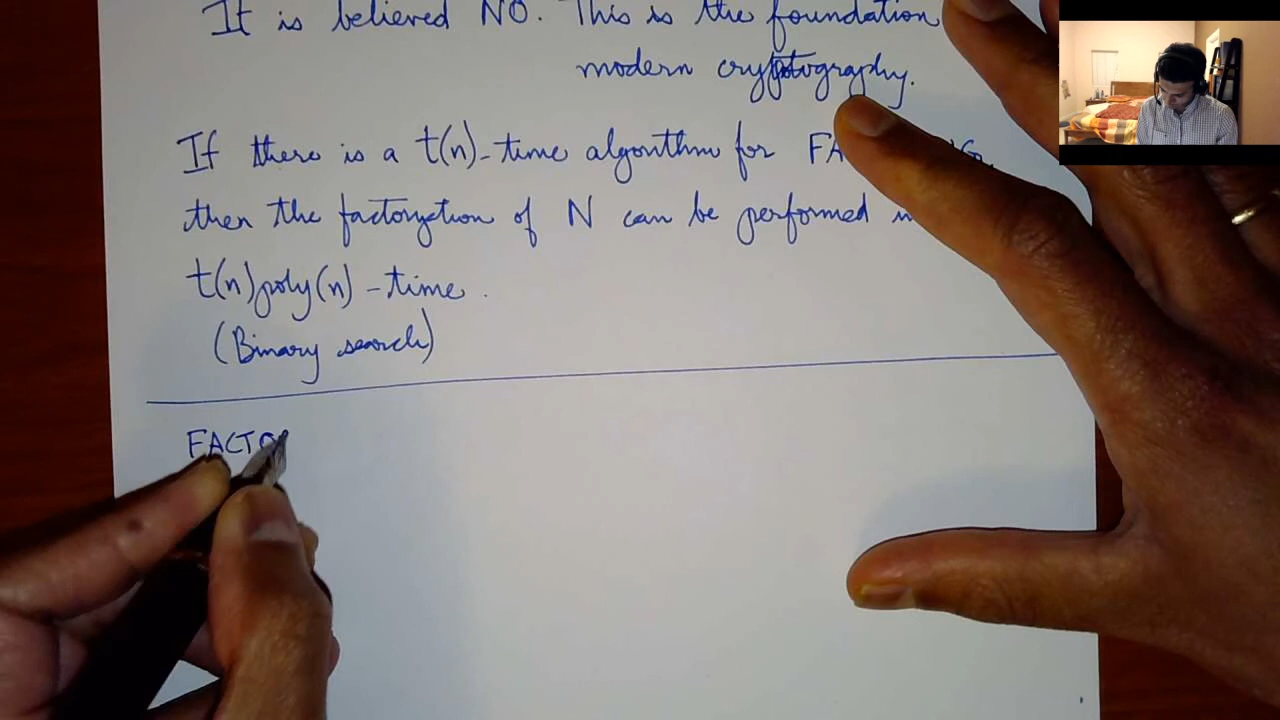 It is believed NO. This is the foundation
modern cryptography.
If there is a t(n)-time algorithm for
then the factorization of N can be performed in
t(n)poly(n)-time.
(Binary search)
FACTO